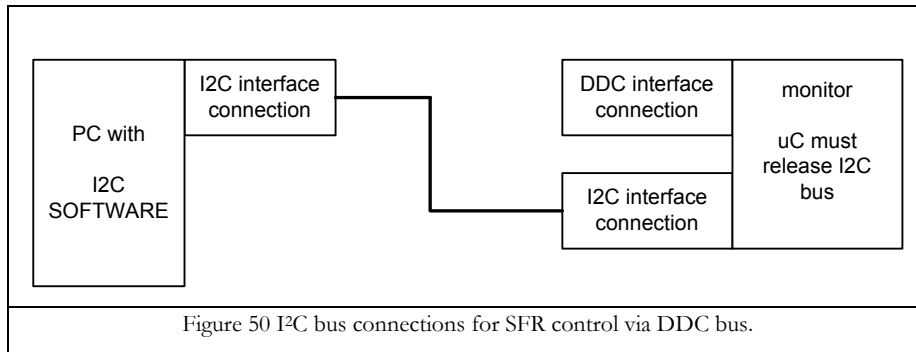 PC with
I2C
SOFTWARE
I2C interface
connection
DDC interface
connection
I2C interface
connection
monitor
uC must
release I2C
bus
Figure 50 I²C bus connections for SFR control via DDC bus.